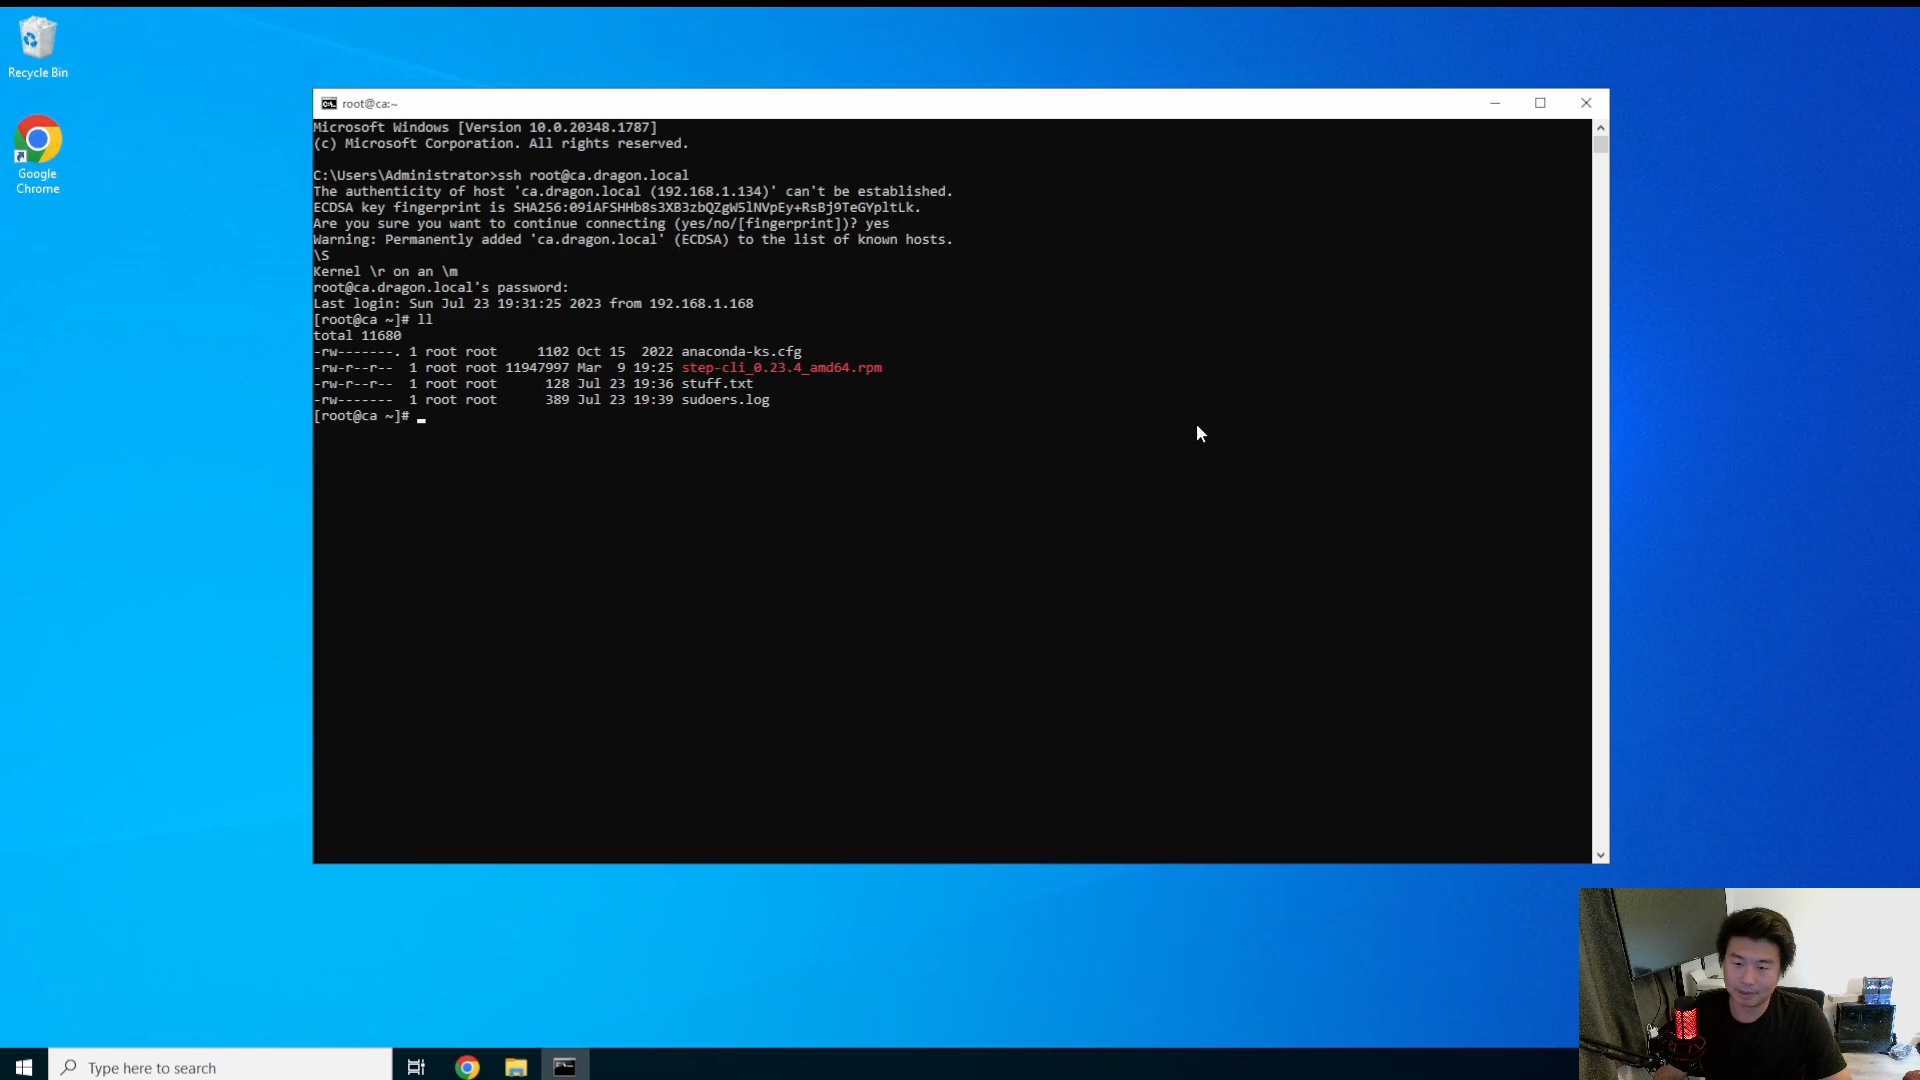 Recycle Bin
Google
Chrome
root@ca:~
Microsoft Windows [Version 10.0.20348.1787]
(c) Microsoft Corporation. All rights reserved.
C:\Users\Administrator>ssh root@ca.dragon.local
The authenticity of host 'ca.dragon.local (192.168.1.134)' can't be established.
ECDSA key fingerprint is SHA256:09iAFSHHb8s3XB3zbQZgW5lNVpEy+RsBj9TeGYpltLk.
Are you sure you want to continue connecting (yes/no/[fingerprint])? yes
Warning: Permanently added 'ca.dragon.local' (ECDSA) to the list of known hosts.
\S
Kernel \r on an \m
root@ca.dragon.local's password:
Last login: Sun Jul 23 19:31:25 2023 from 192.168.1.168
[root@ca ~]# ll
total 11680
-rw-------. 1 root root     1102 Oct 15  2022 anaconda-ks.cfg
-rw-r--r--  1 root root 11947997 Mar  9 19:25 step-cli_0.23.4_amd64.rpm
-rw-r--r--  1 root root      128 Jul 23 19:36 stuff.txt
-rw-------  1 root root      389 Jul 23 19:39 sudoers.log
[root@ca ~]#
Type here to search